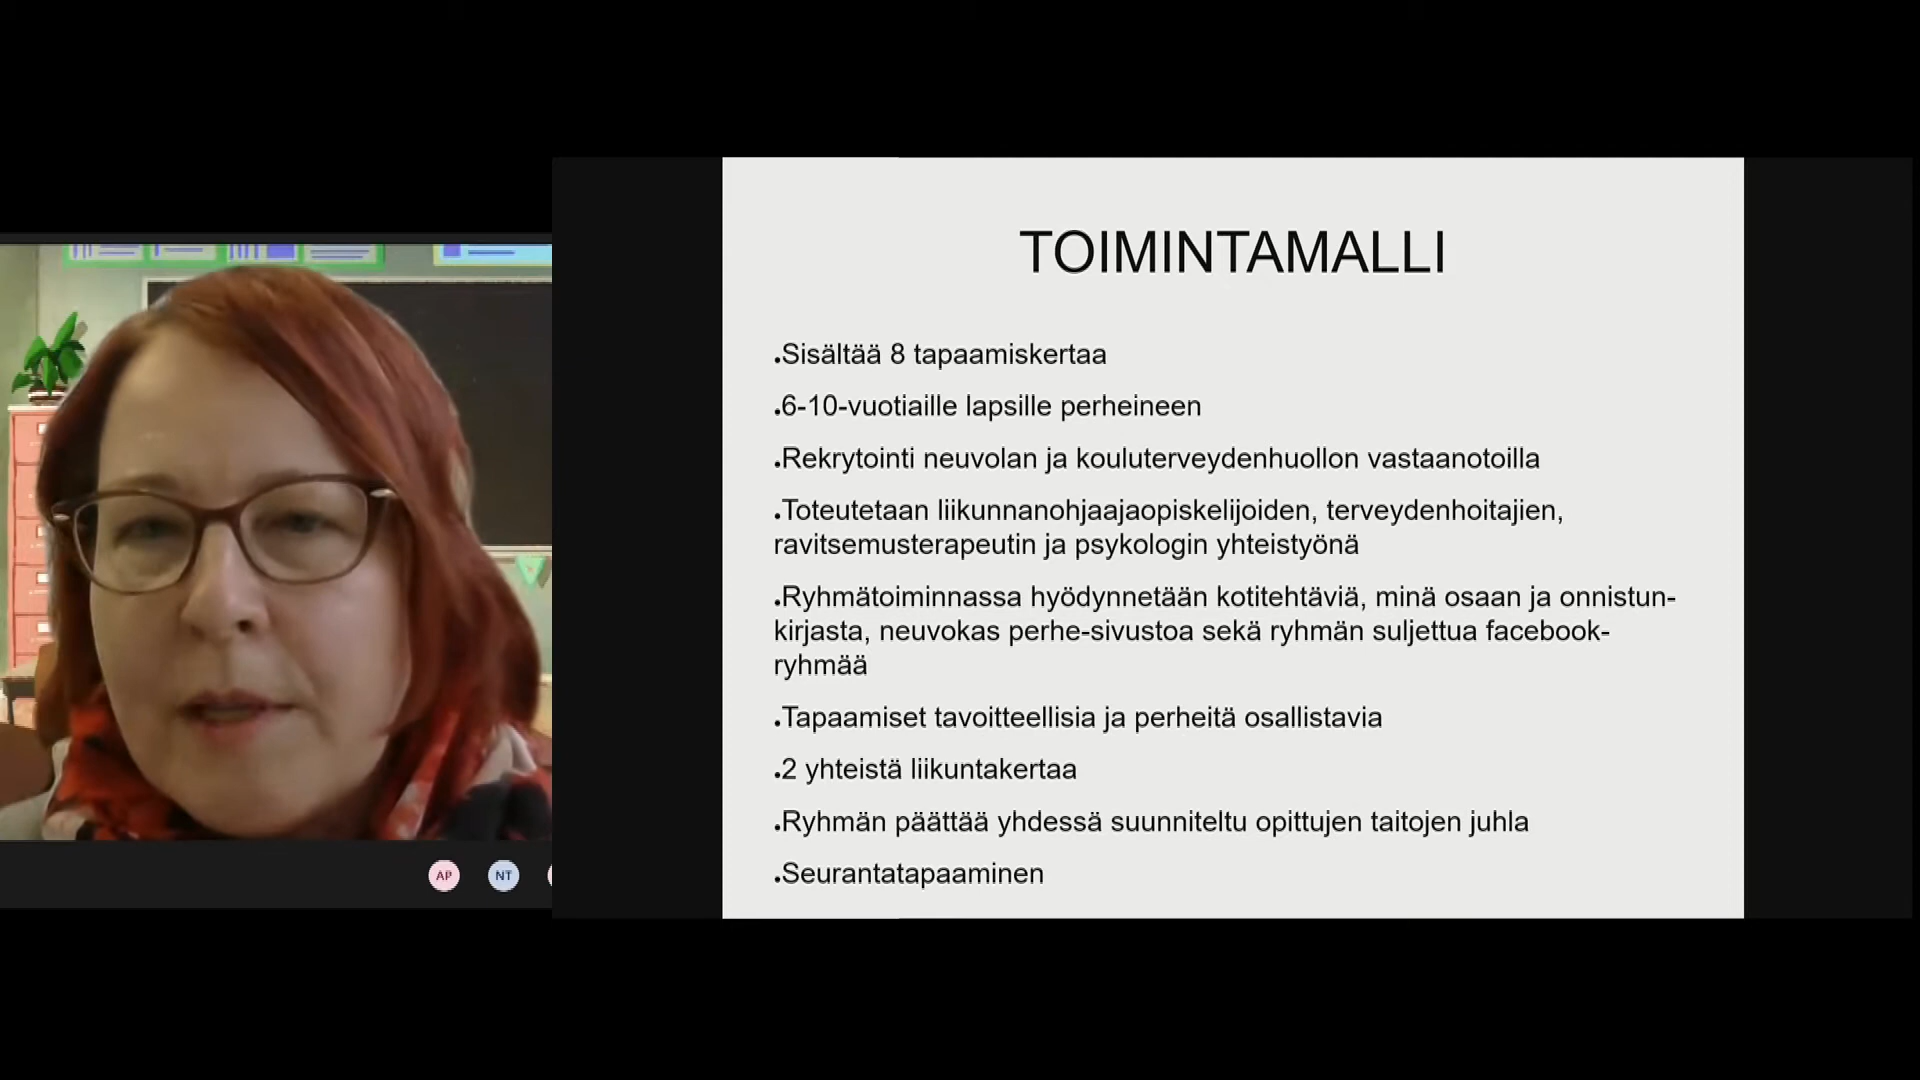 TOIMINTAMALLI
•Sisältää 8 tapaamiskertaa
•6-10-vuotiaille lapsille perheineen
•Rekrytointi neuvolan ja kouluterveydenhuollon vastaanotoilla
•Toteutetaan liikunnanohjaajaopiskelijoiden, terveydenhoitajien,
ravitsemusterapeutin ja psykologin yhteistyönä
•Ryhmätoiminnassa hyödynnetään kotitehtäviä, minä osaan ja onnistun-
kirjasta, neuvokas perhe-sivustoa sekä ryhmän suljettua facebook-
ryhmää
•Tapaamiset tavoitteellisia ja perheitä osallistavia
•2 yhteistä liikuntakertaa
•Ryhmän päättää yhdessä suunniteltu opittujen taitojen juhla
•Seurantatapaaminen
AP NT